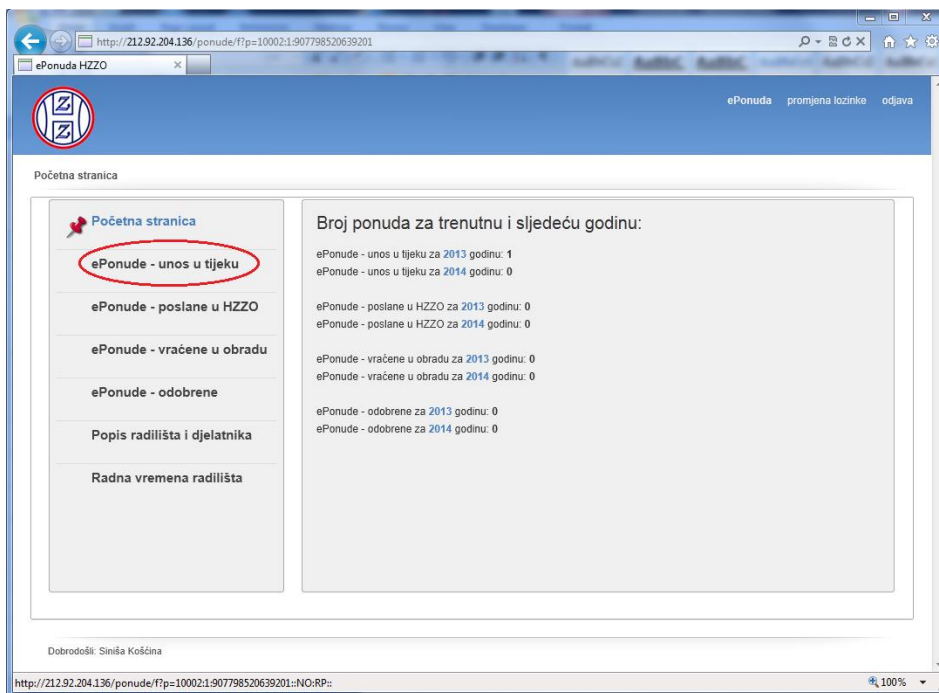 http://212.92.204.136/ponude/f?p=10002:1:907798520639201
ePonuda HZZO
Z
Z
ePonuda promjena lozinke odjava
Početna stranica
Početna stranica
ePonude - unos u tijeku
ePonude - poslane u HZZO
ePonude - vraćene u obradu
ePonude - odobrene
Popis radilišta i djelatnika
Radna vremena radilišta
Broj ponuda za trenutnu i sljedeću godinu:
ePonude - unos u tijeku za 2013 godinu: 1
ePonude - unos u tijeku za 2014 godinu: 0
ePonude - poslane u HZZO za 2013 godinu: 0
ePonude - poslane u HZZO za 2014 godinu: 0
ePonude - vraćene u obradu za 2013 godinu: 0
ePonude - vraćene u obradu za 2014 godinu: 0
ePonude - odobrene za 2013 godinu: 0
ePonude - odobrene za 2014 godinu: 0
Dobrodošli: Siniša Košćina
http://212.92.204.136/ponude/f?p=10002:1:907798520639201::NO:RP::
100%